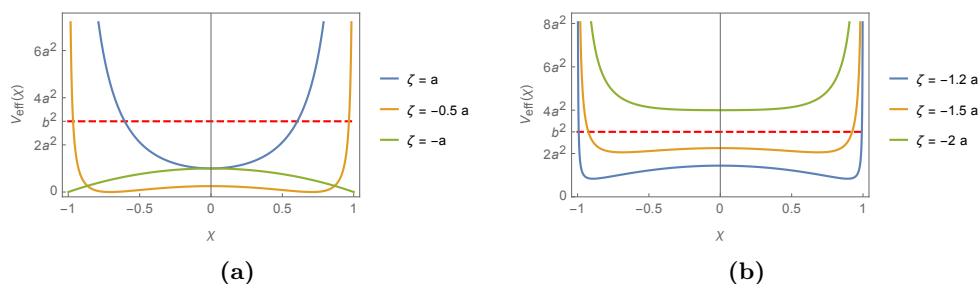 V_eff(χ)
6a²
4a²
b²
2a²
0
-1
-0.5
0
0.5
1
χ
ζ = a
ζ = -0.5 a
ζ = -a
(a)
V_eff(χ)
8a²
6a²
4a²
b²
2a²
0
-1
-0.5
0
0.5
1
χ
ζ = -1.2 a
ζ = -1.5 a
ζ = -2 a
(b)